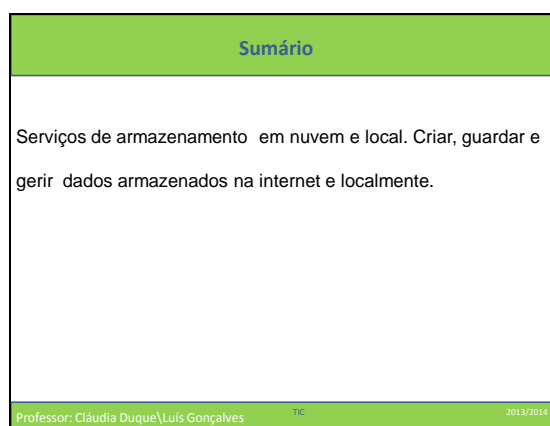 Sumário
Serviços de armazenamento em nuvem e local. Criar, guardar e
gerir dados armazenados na internet e localmente.
Professor: Cláudia Duque\Luís Gonçalves TIC 2013/2014